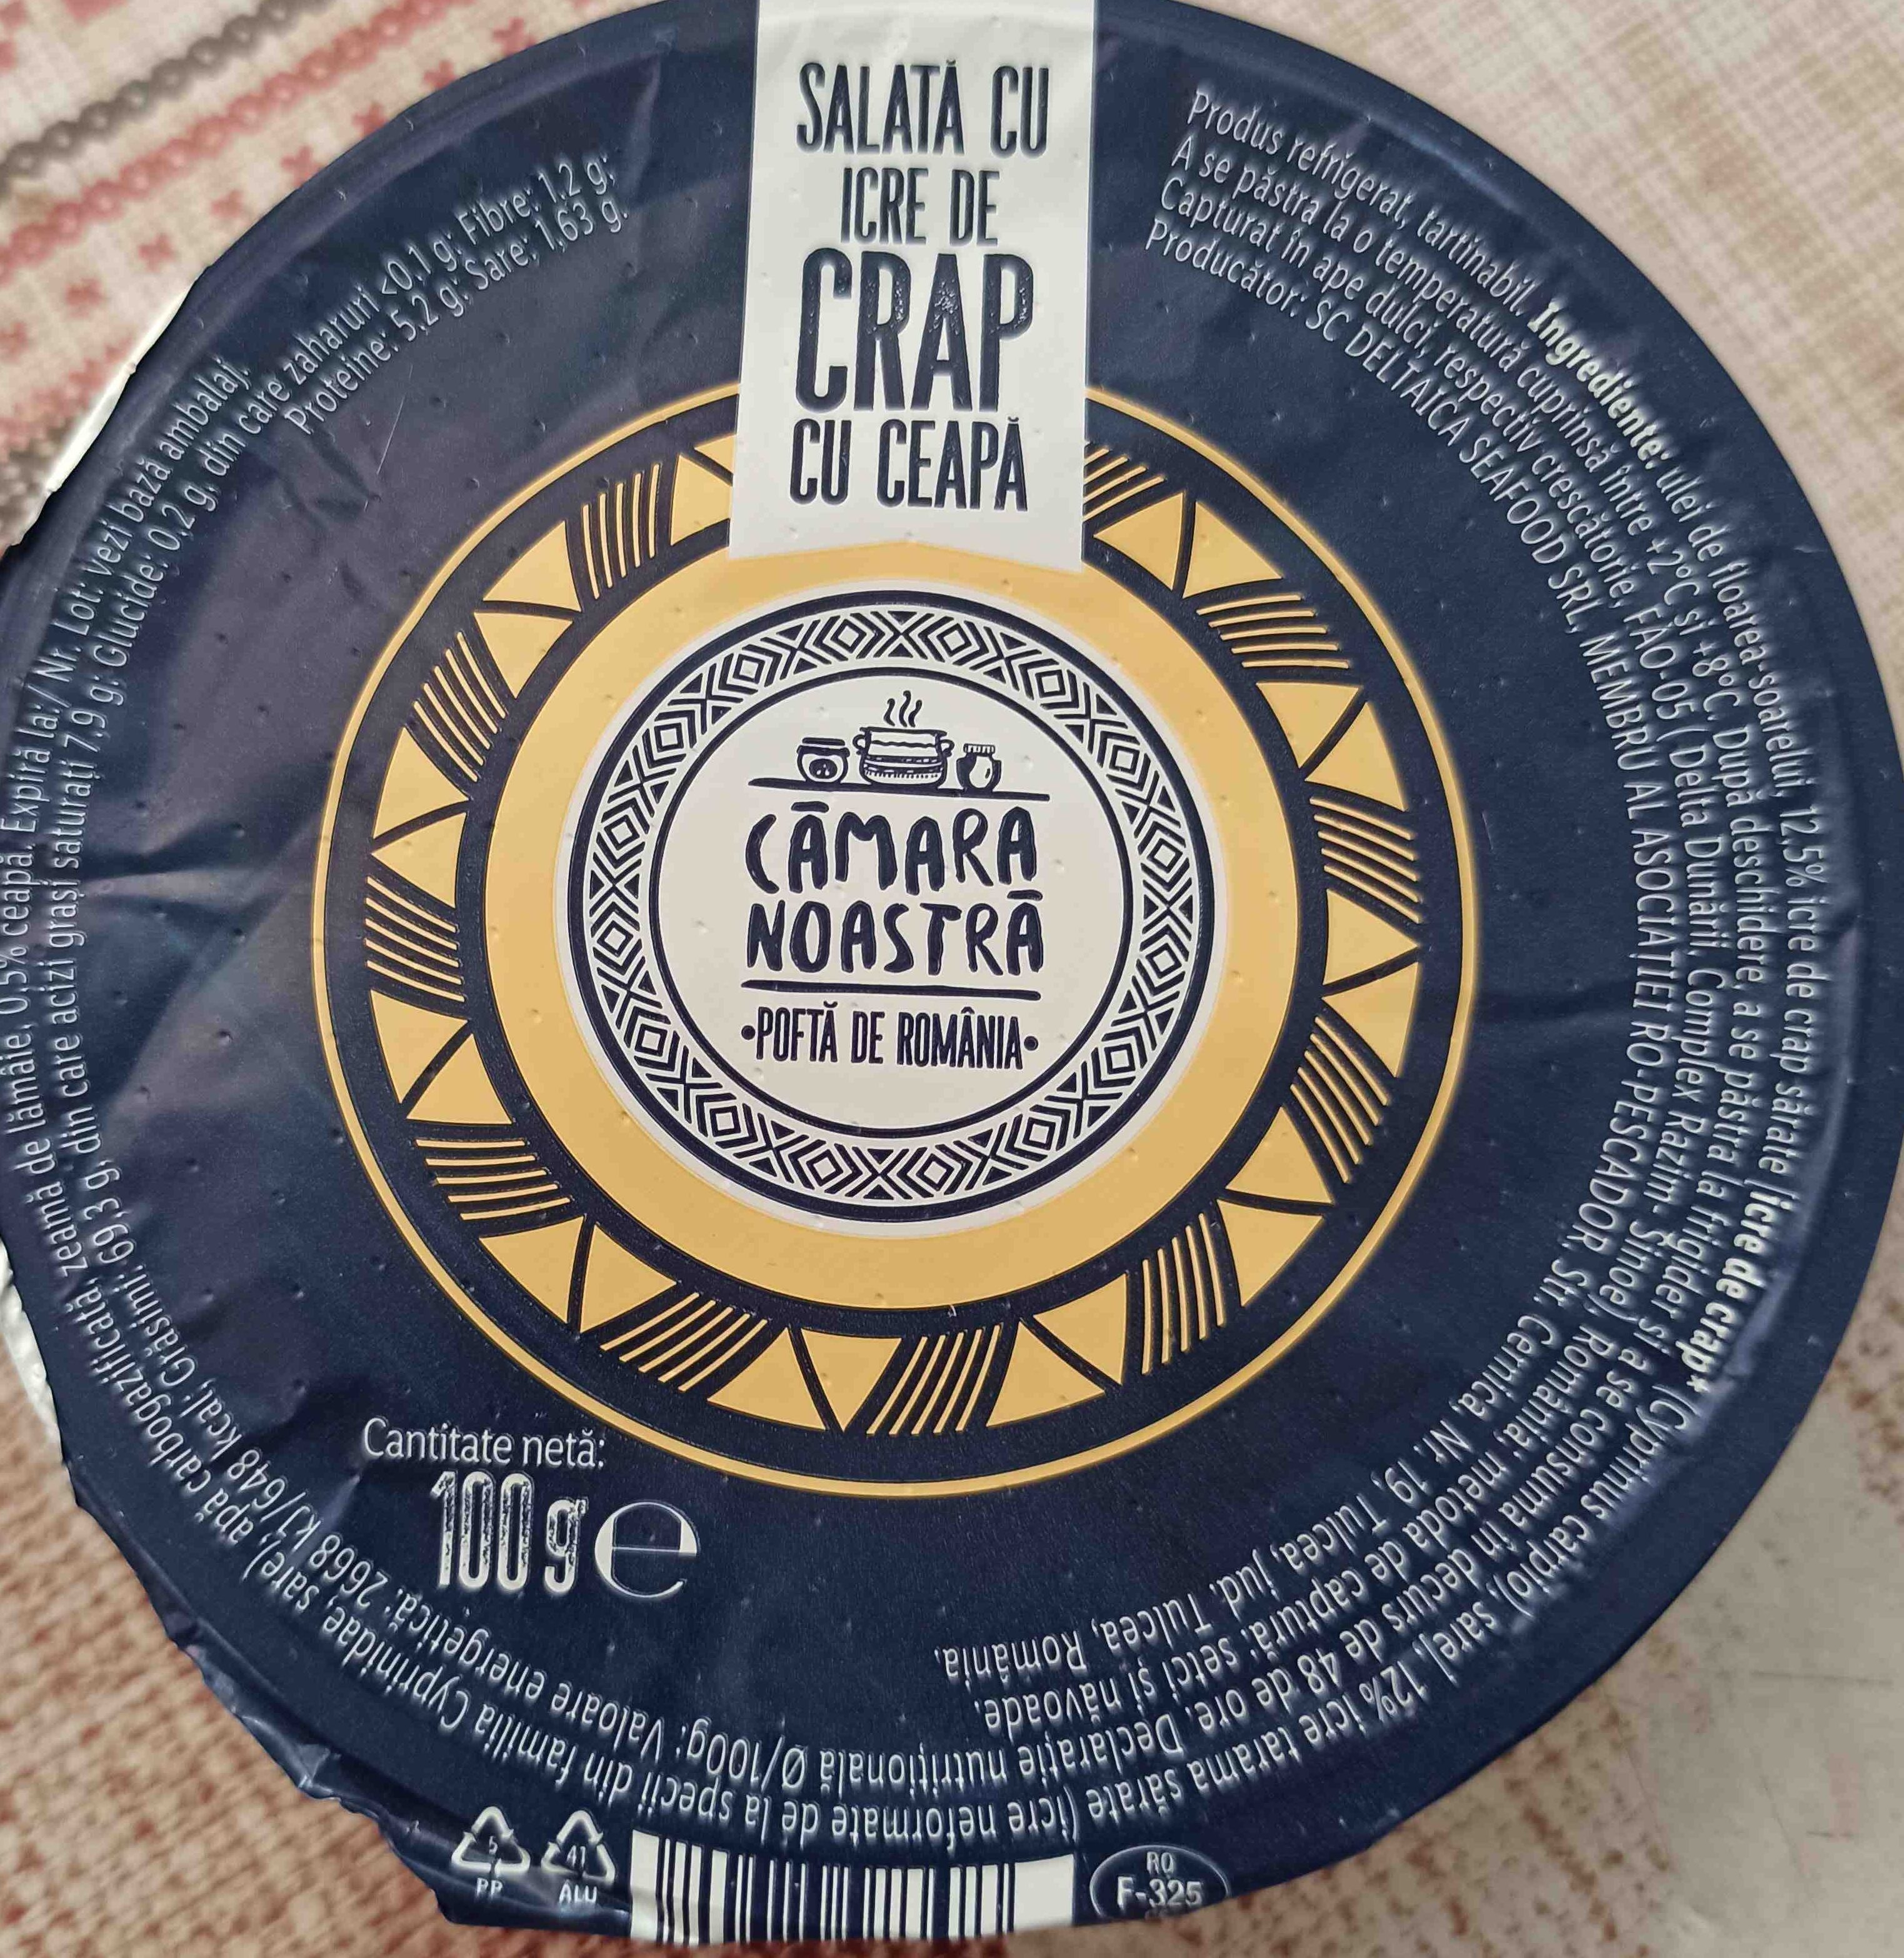 SALATĂ CU
ICRE DE
CRAP
CU CEAPĂ
CĂMARA
NOASTRĂ
•POFTĂ DE ROMÂNIA•
Produs refrigerat, tartinabil. Ingrediente: ulei de floarea-soarelui, 12,5% icre de crap sărate [icre de crap* (Cyprinus carpio), sare], 12% icre tarama sărate (icre neformate de la specii din familia Cyprinidae, sare), apă carbogazificată, zeamă de lămâie, 0,5% ceapă. Expiră la:/ Nr. Lot: vezi bază ambalaj.
A se păstra la o temperatură cuprinsă între +2°C și +8°C. După deschidere, a se păstra la frigider și a se consuma în decurs de 48 de ore. Declarație nutrițională Ø/100g: Valoare energetică: 2668 kJ/648 kcal; Grăsimi: 69,3 g, din care acizi grași saturați 7,9 g; Glucide: 0,2 g, din care zaharuri <0,1 g; Fibre: 1,2 g;
Proteine: 5,2 g; Sare: 1,63 g.
Capturat în ape dulci, respectiv crescătorie, FAO-05 ( Delta Dunării. Complex Razim- Sinoe), România; metoda de captură: setci și năvoade.
Producător: SC DELTAICA SEAFOOD SRL, MEMBRU AL ASOCIAȚIEI RO-PESCADOR. Str. Cernica, Nr. 19, Tulcea, jud. Tulcea, România.
Cantitate netă:
100 g e
5
PP
41
ALU
RO
F-325